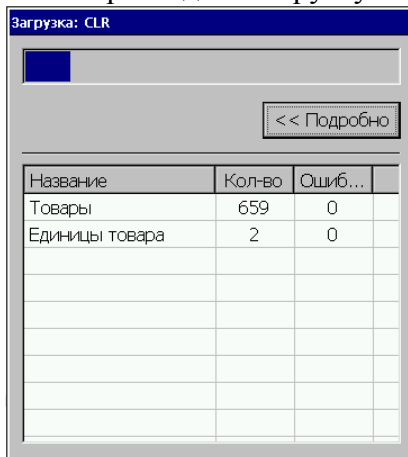 Загрузка: CLR
<< Подробно
Название Кол-во Ошиб...
Товары 659 0
Единицы товара 2 0